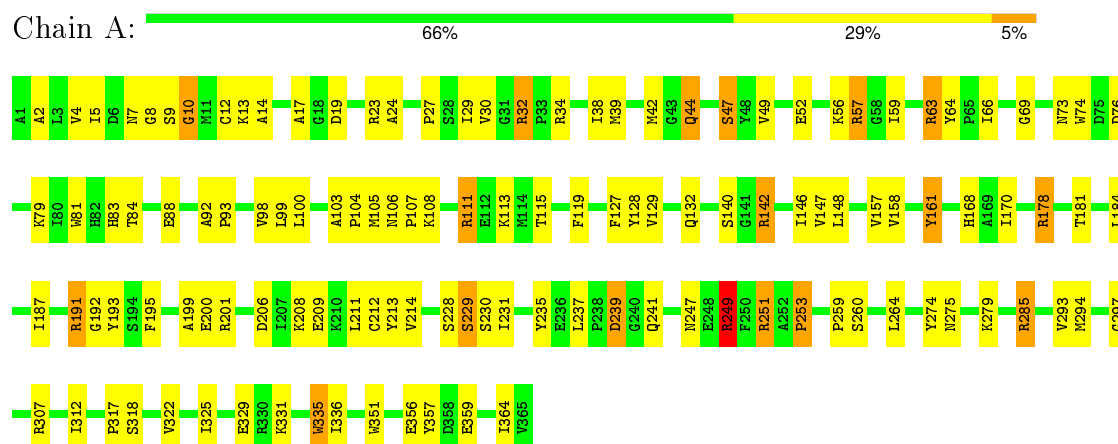 Chain A:
66% 29% 5%
A1 A2 L3 V4 I5 D6 N7 G8 S9 G10 M11 C12 K13 A14 A17 G18 D19 R23 A24 P27 S28 I29 V30 G31 R32 P33 R34 I38 M39 M42 G43 Q44 S47 Y48 V49 E52 K56 R57 G58 I59 R63 Y64 P65 I66 G69 N73 W74 D75 D76
K79 I80 W81 H82 H83 T84 E88 A92 P93 V98 L99 L100 A103 P104 M105 N106 P107 K108 R111 E112 K113 M114 T115 F119 F127 Y128 V129 Q132 S140 G141 R142 I146 V147 L148 V157 V158 Y161 H168 A169 I170 R178 T181 L184
I187 R191 G192 Y193 S194 F195 A199 E200 R201 D206 I207 K208 E209 K210 L211 C212 Y213 V214 S228 S229 S230 I231 Y235 E236 L237 P238 D239 G240 Q241 N247 E248 R249 F250 R251 A252 P253 P259 S260 L264 Y274 N275 K279 R285 V293 M294
R307 I312 P317 S318 V322 I325 E329 R330 K331 W335 I336 W351 E356 Y357 D358 E359 I364 V365